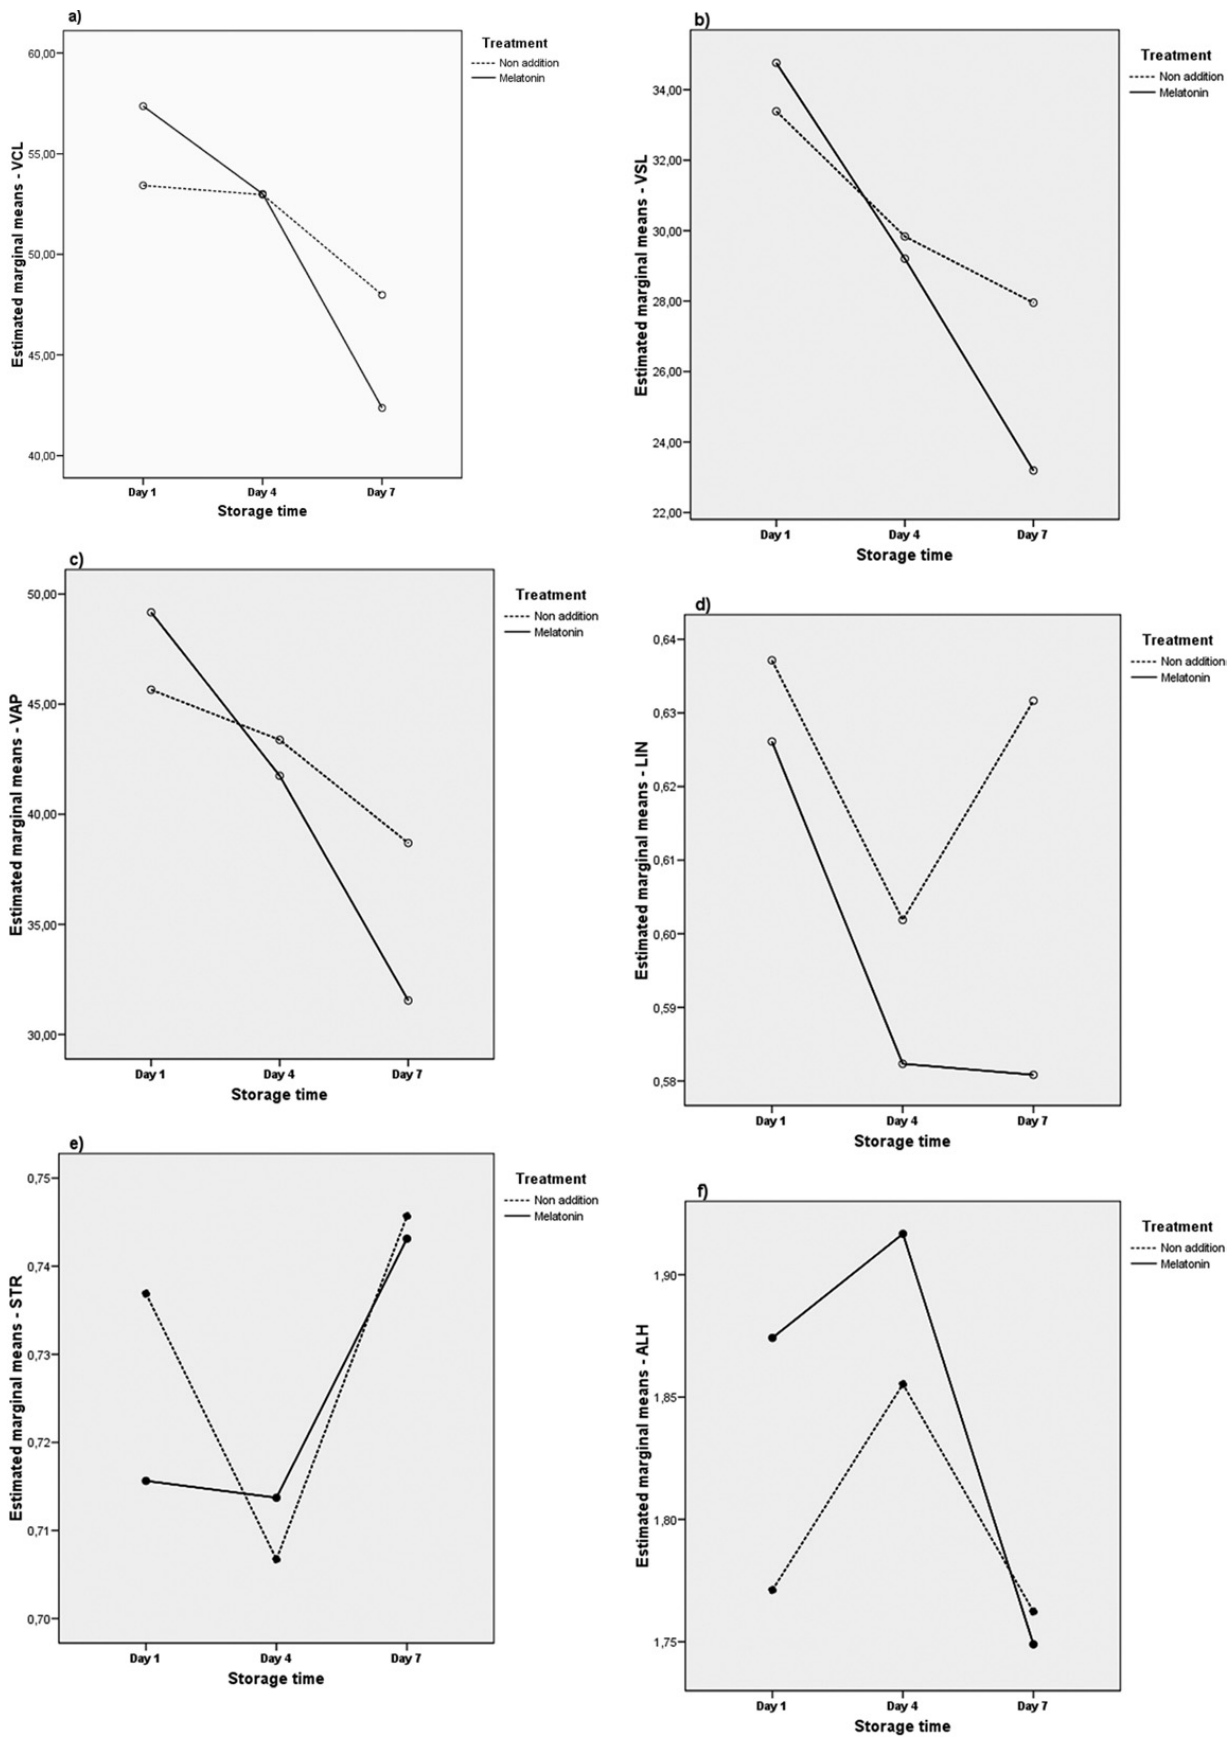 a)
Estimated marginal means - VCL
60,00
55,00
50,00
45,00
40,00
Day 1 Day 4 Day 7
Storage time
Treatment
Non addition
Melatonin
b)
Estimated marginal means - VSL
34,00
32,00
30,00
28,00
26,00
24,00
22,00
Day 1 Day 4 Day 7
Storage time
Treatment
Non addition
Melatonin
c)
Estimated marginal means - VAP
50,00
45,00
40,00
35,00
30,00
Day 1 Day 4 Day 7
Storage time
Treatment
Non addition
Melatonin
d)
Estimated marginal means - LIN
0,64
0,63
0,62
0,61
0,60
0,59
0,58
Day 1 Day 4 Day 7
Storage time
Treatment
Non addition
Melatonin
e)
Estimated marginal means - STR
0,75
0,74
0,73
0,72
0,71
0,70
Day 1 Day 4 Day 7
Storage time
Treatment
Non addition
Melatonin
f)
Estimated marginal means - ALH
1,90
1,85
1,80
1,75
Day 1 Day 4 Day 7
Storage time
Treatment
Non addition
Melatonin